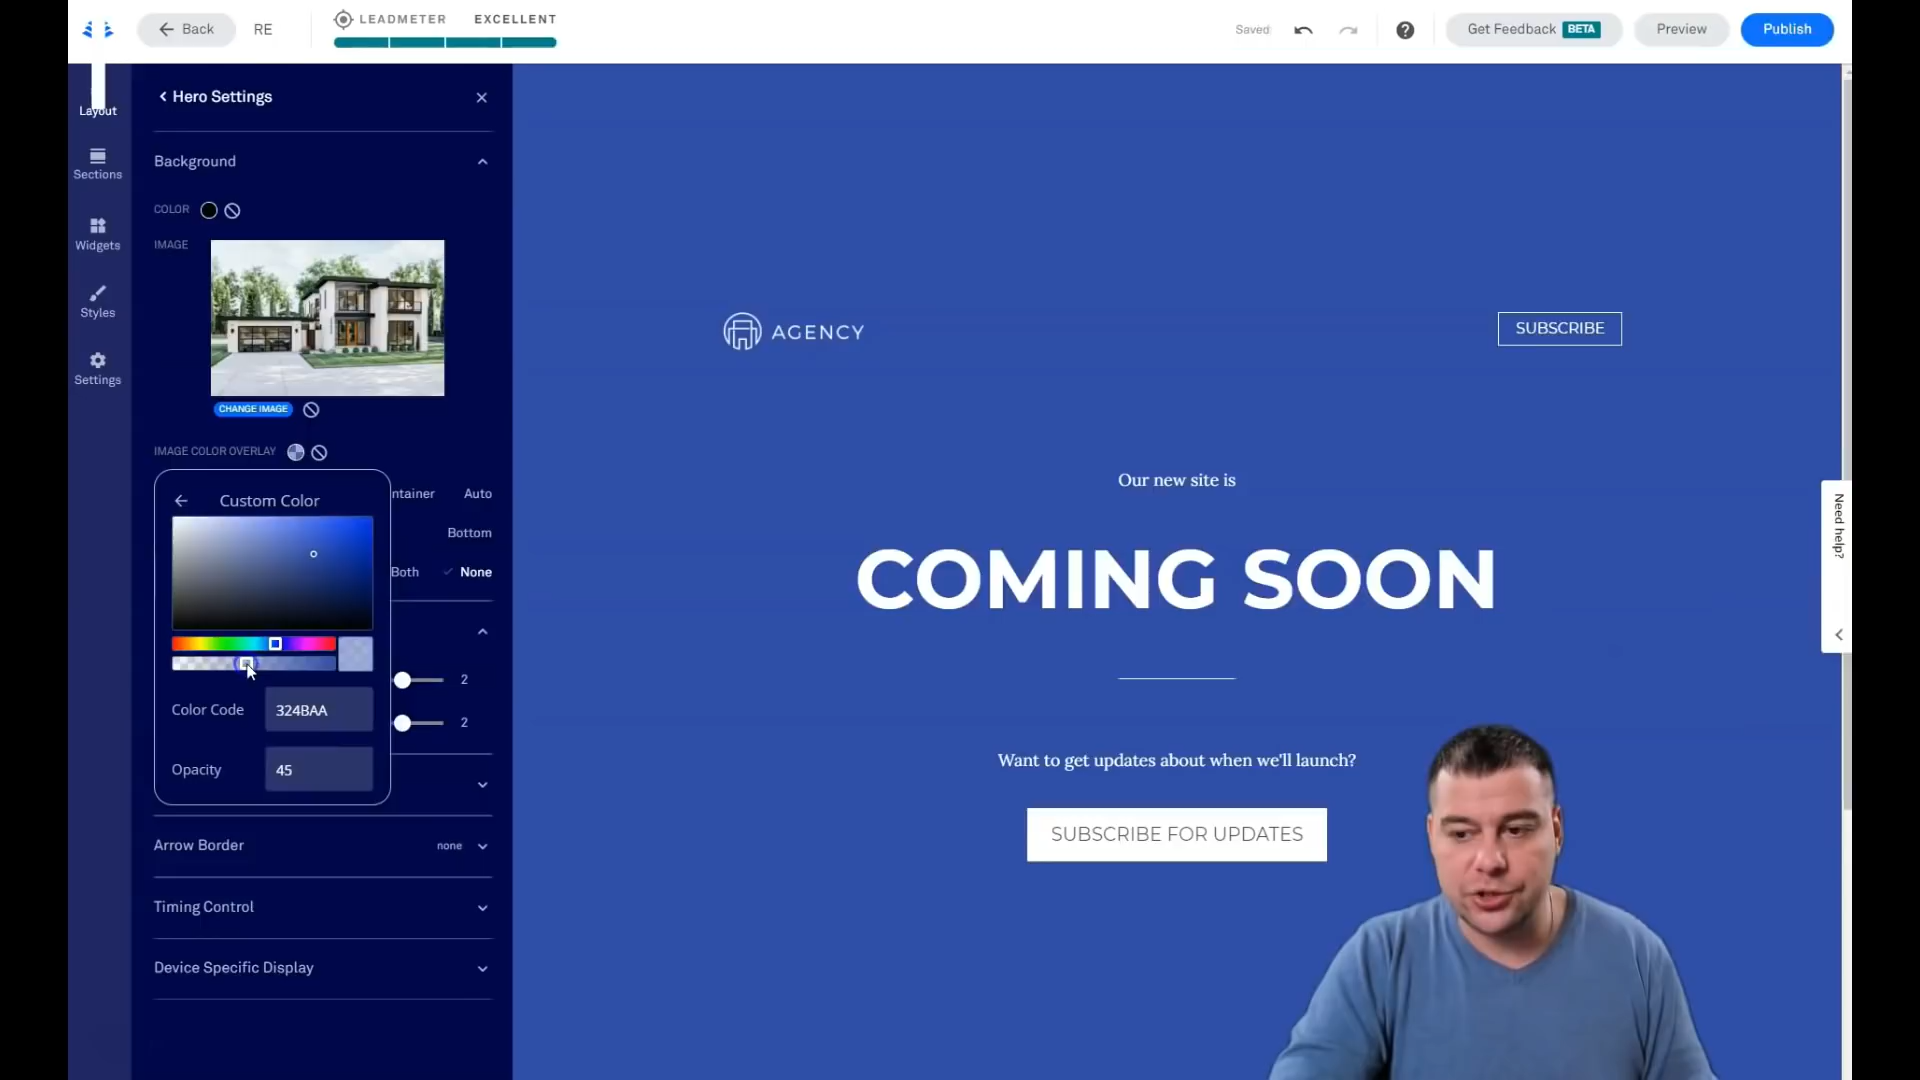 Back
RE
LEADMETER EXCELLENT
Saved
Get Feedback BETA
Preview
Publish
Layout
Sections
Widgets
Styles
Settings
Hero Settings
Background
COLOR
IMAGE
CHANGE IMAGE
IMAGE COLOR OVERLAY
Custom Color
ntainer Auto
Bottom
Both None
2
2
Color Code 324BAA
Opacity 45
Arrow Border none
Timing Control
Device Specific Display
AGENCY
SUBSCRIBE
Our new site is
COMING SOON
Want to get updates about when we'll launch?
SUBSCRIBE FOR UPDATES
Need help?